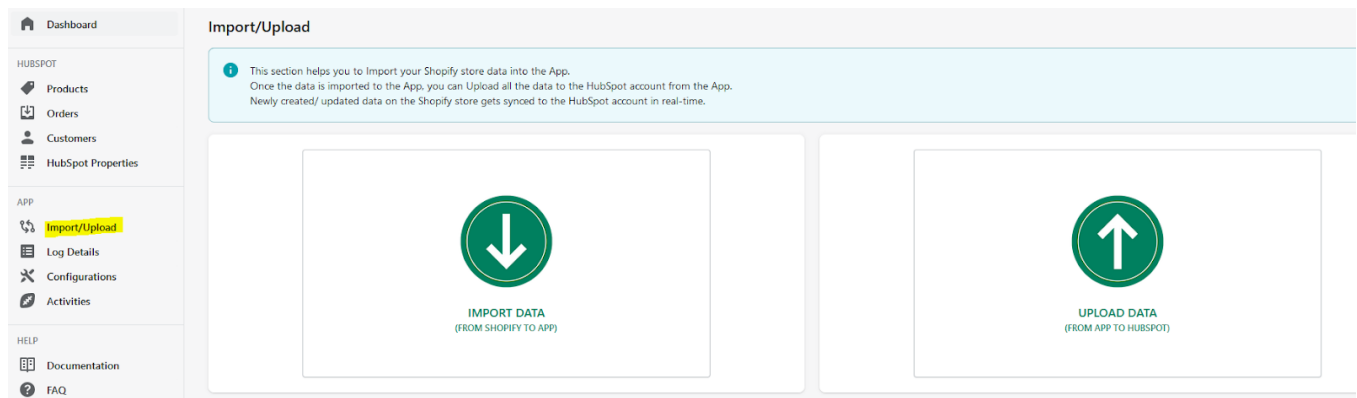 Dashboard
HUBSPOT
Products
Orders
Customers
HubSpot Properties
APP
Import/Upload
Log Details
Configurations
Activities
HELP
Documentation
FAQ
Import/Upload
This section helps you to Import your Shopify store data into the App.
Once the data is imported to the App, you can Upload all the data to the HubSpot account from the App.
Newly created/ updated data on the Shopify store gets synced to the HubSpot account in real-time.
IMPORT DATA
(FROM SHOPIFY TO APP)
UPLOAD DATA
(FROM APP TO HUBSPOT)